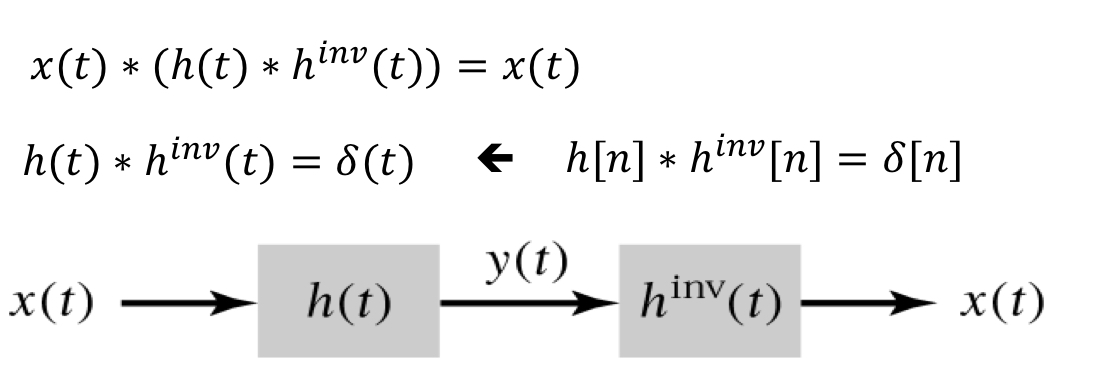 x(t) ∗ (h(t) ∗ h^{inv}(t)) = x(t)
h(t) ∗ h^{inv}(t) = δ(t) 🡸 h[n] ∗ h^{inv}[n] = δ[n]
x(t) h(t) y(t) h^{inv}(t) x(t)